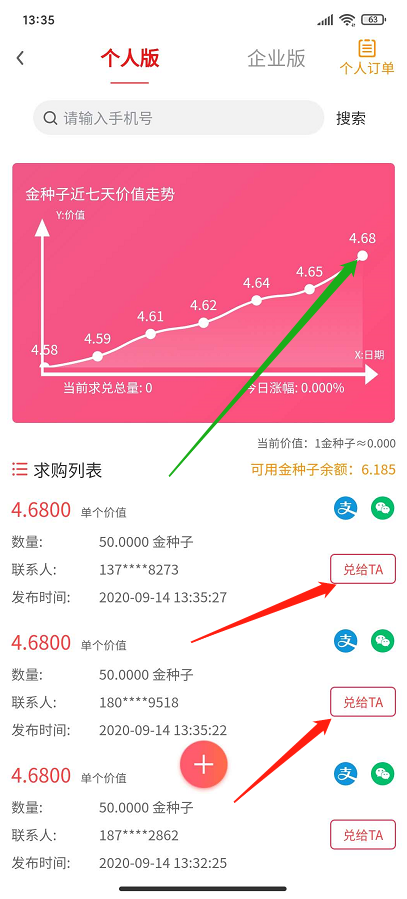 13:35
63
个人版
企业版
个人订单
请输入手机号
搜索
金种子近七天价值走势
Y:价值
4.58
4.59
4.61
4.62
4.64
4.65
4.68
X:日期
当前求兑总量: 0
今日涨幅: 0.000%
当前价值：1金种子≈0.000
求购列表
可用金种子余额：6.185
4.6800 单个价值
支
数量:
50.0000 金种子
联系人:
137****8273
兑给TA
发布时间:
2020-09-14 13:35:27
4.6800 单个价值
支
数量:
50.0000 金种子
联系人:
180****9518
兑给TA
发布时间:
2020-09-14 13:35:22
4.6800 单个价值
支
数量:
50.0000 金种子
联系人:
187****2862
兑给TA
发布时间:
2020-09-14 13:32:25